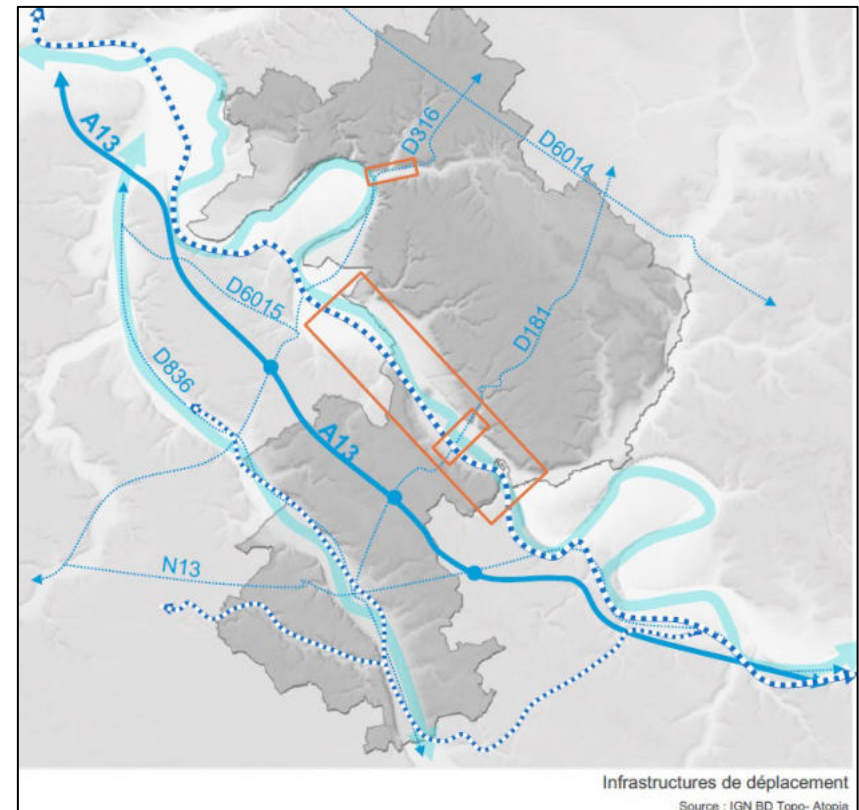 A13
D316
D6014
D6015
D181
D836
A13
N13
Infrastructures de déplacement
Source : IGN BD Topo- Atopia